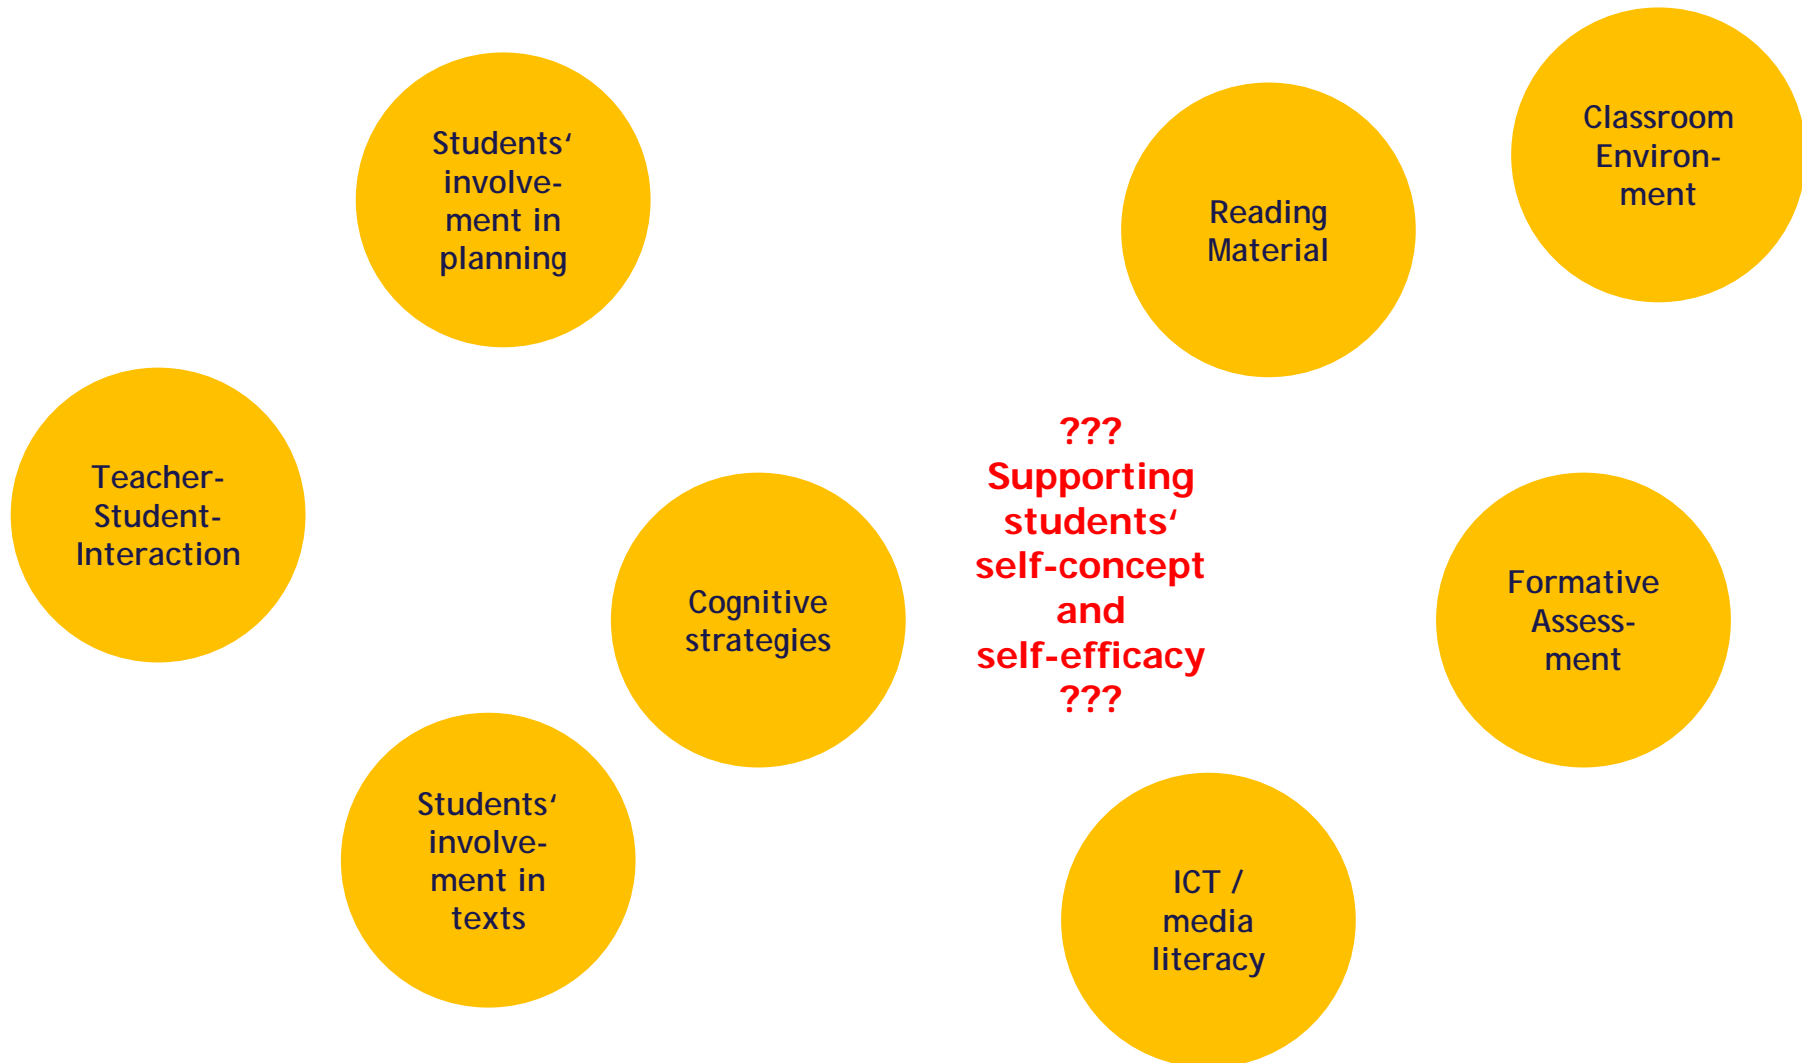 Students‘
involve-
ment in
planning
Reading
Material
Classroom
Environ-
ment
Teacher-
Student-
Interaction
Cognitive
strategies
???
Supporting
students‘
self-concept
and
self-efficacy
???
Formative
Assess-
ment
Students‘
involve-
ment in
texts
ICT /
media
literacy